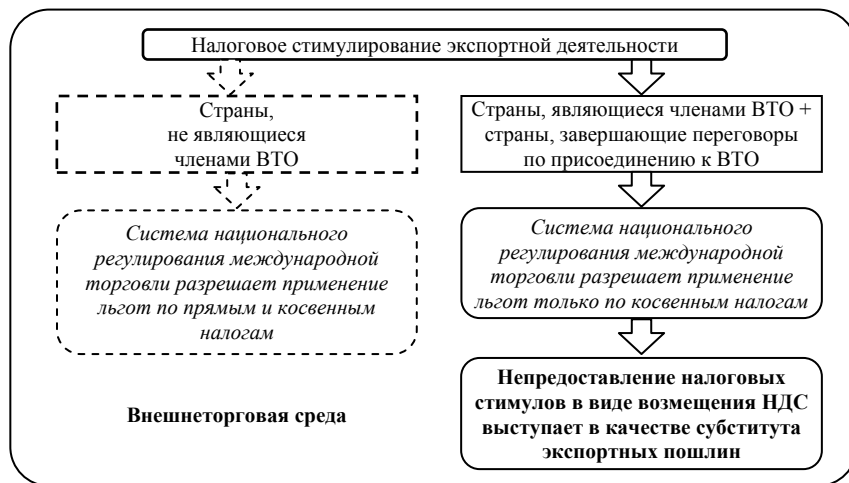 Налоговое стимулирование экспортной деятельности
Страны,
не являющиеся
членами ВТО
Страны, являющиеся членами ВТО +
страны, завершающие переговоры
по присоединению к ВТО
Система национального
регулирования международной
торговли разрешает применение
льгот по прямым и косвенным
налогам
Система национального
регулирования международной
торговли разрешает применение
льгот только по косвенным налогам
Внешнеторговая среда
Непредоставление налоговых
стимулов в виде возмещения НДС
выступает в качестве субститута
экспортных пошлин